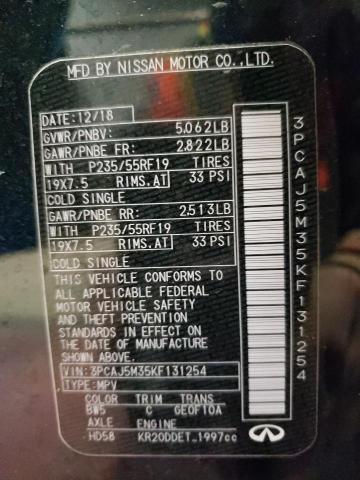 MFD BY NISSAN MOTOR CO.,LTD.
DATE:12/18
GVWR/PNBV: 5,062LB
GAWR/PNBE FR: 2,822LB
WITH P235/55RF19 TIRES
19X7.5 RIMS,AT 33 PSI
COLD SINGLE
GAWR/PNBE RR: 2,513LB
WITH P235/55RF19 TIRES
19X7.5 RIMS,AT 33 PSI
COLD SINGLE
THIS VEHICLE CONFORMS TO
ALL APPLICABLE FEDERAL
MOTOR VEHICLE SAFETY
AND THEFT PREVENTION
STANDARDS IN EFFECT ON
THE DATE OF MANUFACTURE
SHOWN ABOVE.
VIN: 3PCAJ5M35KF131254
TYPE:MPV
COLOR TRIM TRANS
BW5 C GE0F10A
AXLE ENGINE
HD58 KR20DDET 1997cc
3PCAJ5M35KF131254